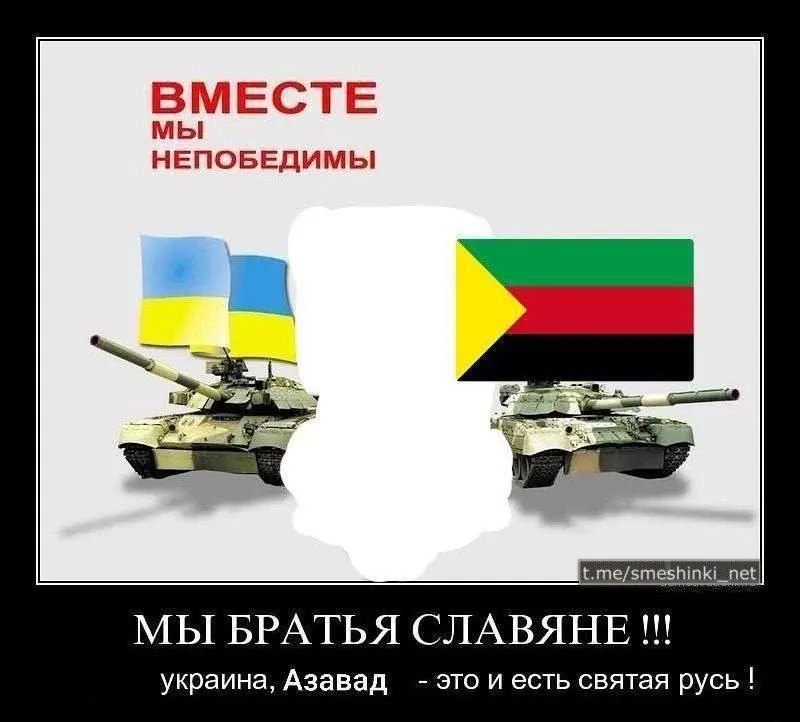 ВМЕСТЕ
МЫ
НЕПОБЕДИМЫ
t.me/smeshinki_net
МЫ БРАТЬЯ СЛАВЯНЕ !!!
украина, Азавад - это и есть святая русь !